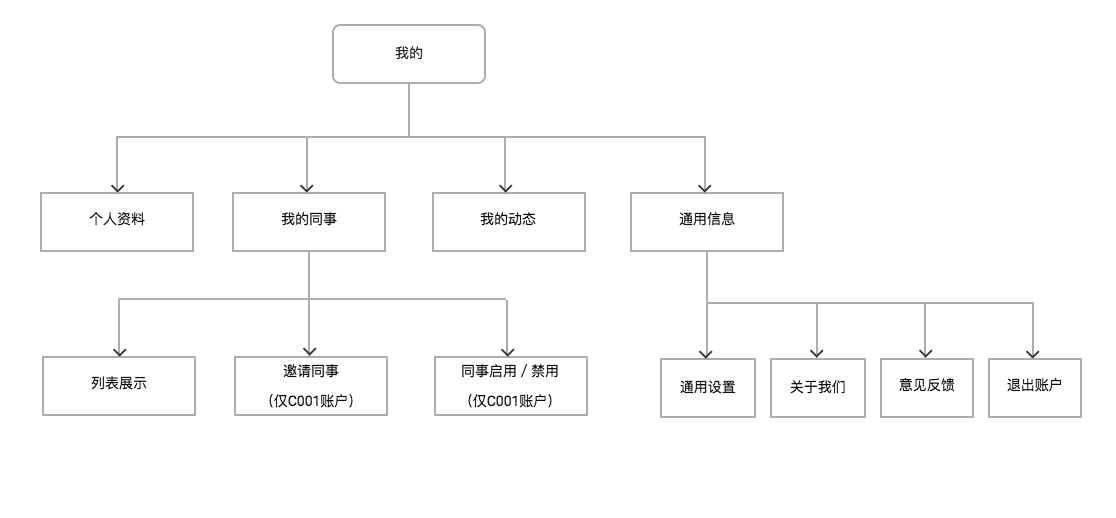 我的
个人资料
我的同事
我的动态
通用信息
列表展示
邀请同事
（仅C001账户）
同事启用 / 禁用
（仅C001账户）
通用设置
关于我们
意见反馈
退出账户